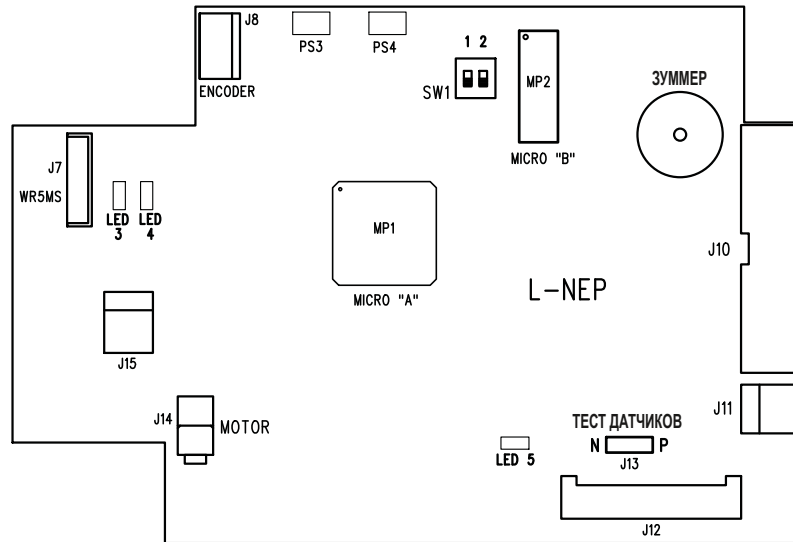 J8
PS3
PS4
ENCODER
1 2
SW1
MP2
MICRO "B"
ЗУММЕР
J7
WR5MS
LED 3
LED 4
MP1
MICRO "A"
J10
L-NEP
J15
J14
MOTOR
J11
ТЕСТ ДАТЧИКОВ
N
P
J13
LED 5
J12